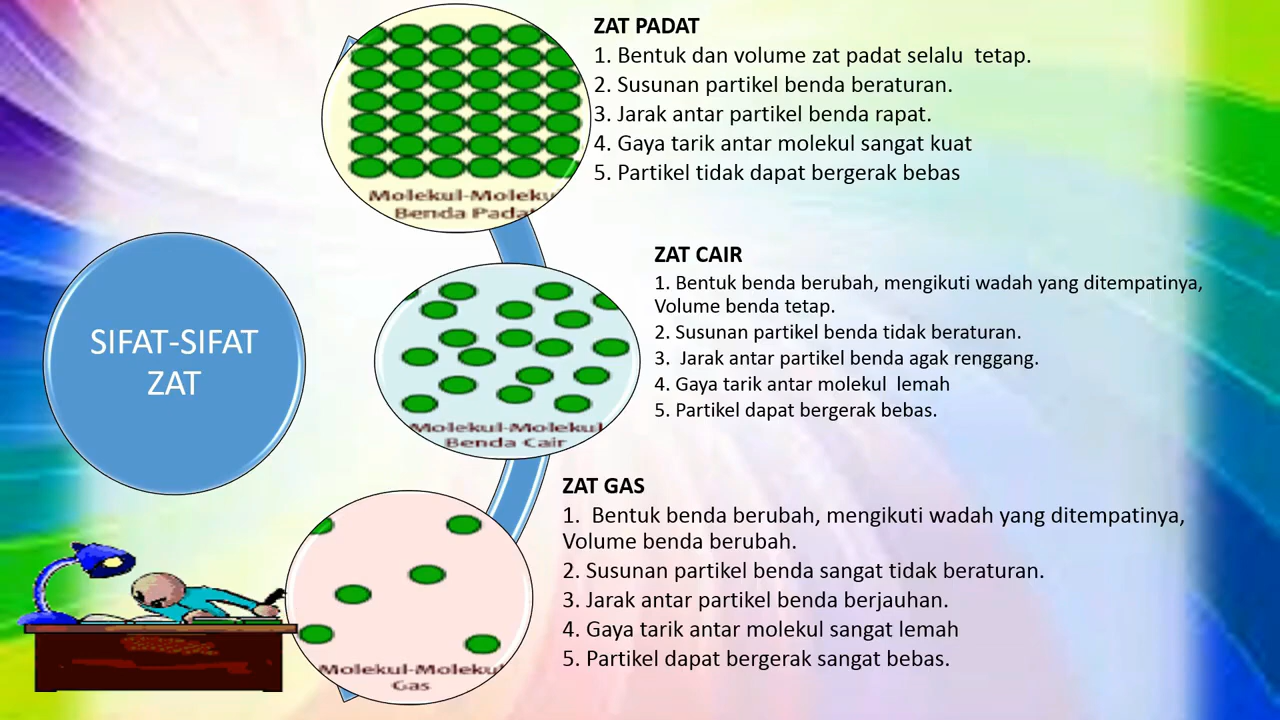 SIFAT-SIFAT
ZAT
Molekul-Moleku
Benda Padat
ZAT PADAT
1. Bentuk dan volume zat padat selalu  tetap.
2. Susunan partikel benda beraturan.
3. Jarak antar partikel benda rapat.
4. Gaya tarik antar molekul sangat kuat
5. Partikel tidak dapat bergerak bebas
Molekul-Molekul
Benda Cair
ZAT CAIR
1. Bentuk benda berubah, mengikuti wadah yang ditempatinya,
Volume benda tetap.
2. Susunan partikel benda tidak beraturan.
3.  Jarak antar partikel benda agak renggang.
4. Gaya tarik antar molekul  lemah
5. Partikel dapat bergerak bebas.
Molekul-Moleku
Gas
ZAT GAS
1.  Bentuk benda berubah, mengikuti wadah yang ditempatinya,
Volume benda berubah.
2. Susunan partikel benda sangat tidak beraturan.
3. Jarak antar partikel benda berjauhan.
4. Gaya tarik antar molekul sangat lemah
5. Partikel dapat bergerak sangat bebas.